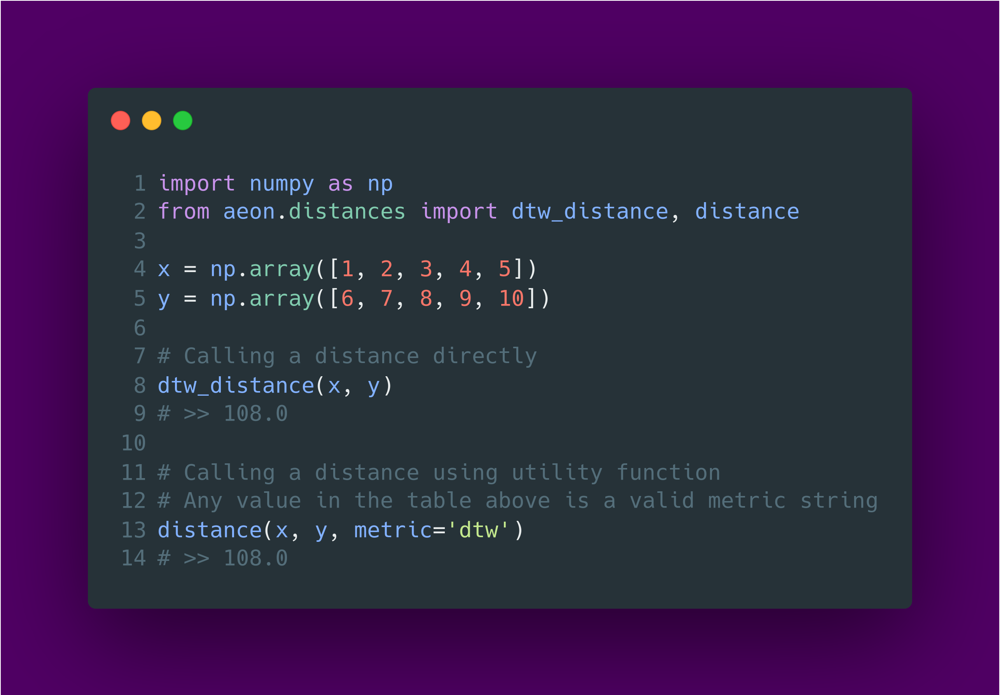 1 import numpy as np
2 from aeon.distances import dtw_distance, distance
3
4 x = np.array([1, 2, 3, 4, 5])
5 y = np.array([6, 7, 8, 9, 10])
6
7 # Calling a distance directly
8 dtw_distance(x, y)
9 # >> 108.0
10
11 # Calling a distance using utility function
12 # Any value in the table above is a valid metric string
13 distance(x, y, metric='dtw')
14 # >> 108.0